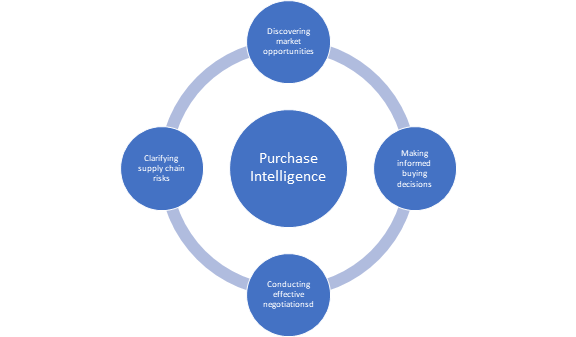 Discovering
market
opportunities
Clarifying
supply chain
risks
Purchase
Intelligence
Making
informed
buying
decisions
Conducting
effective
negotiationsd